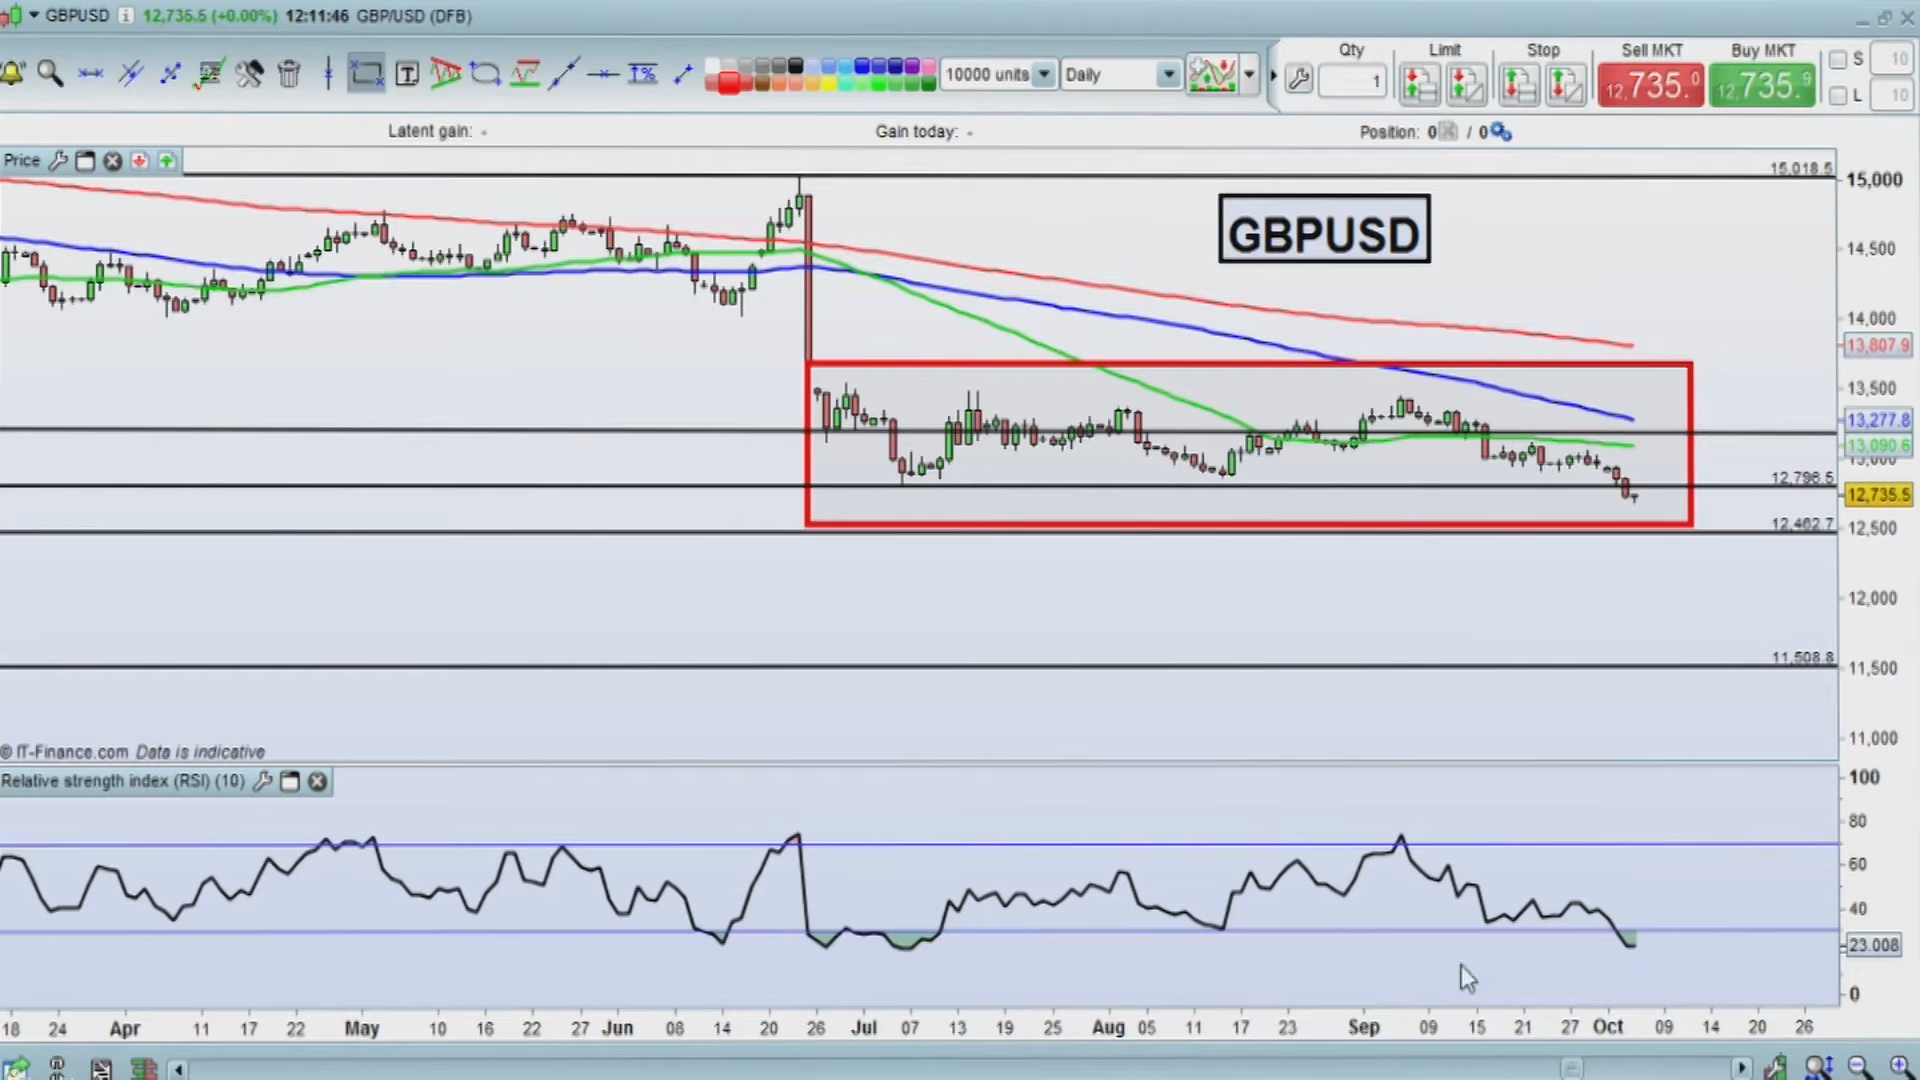 GBPUSD 12,735.5 (+0.00%) 12:11:46 GBP/USD (DFB)
10000 units Daily
Qty Limit Stop Sell MKT Buy MKT
1 12,735.0 12,735.9
S 10
L 10
Latent gain: - Gain today: - Position: 0 / 0
Price
15,018.5
15,000
GBPUSD
14,500
14,000
13,807.9
13,500
13,277.8
13,090.6
13,000
12,798.5
12,735.5
12,462.7
12,500
12,000
11,508.8
11,500
11,000
© IT-Finance.com Data is indicative
Relative strength index (RSI) (10)
100
80
60
40
23.008
0
18 24 Apr 11 17 22 May 10 16 22 27 Jun 08 14 20 26 Jul 07 13 19 25 Aug 05 11 17 23 Sep 09 15 21 27 Oct 09 14 20 26